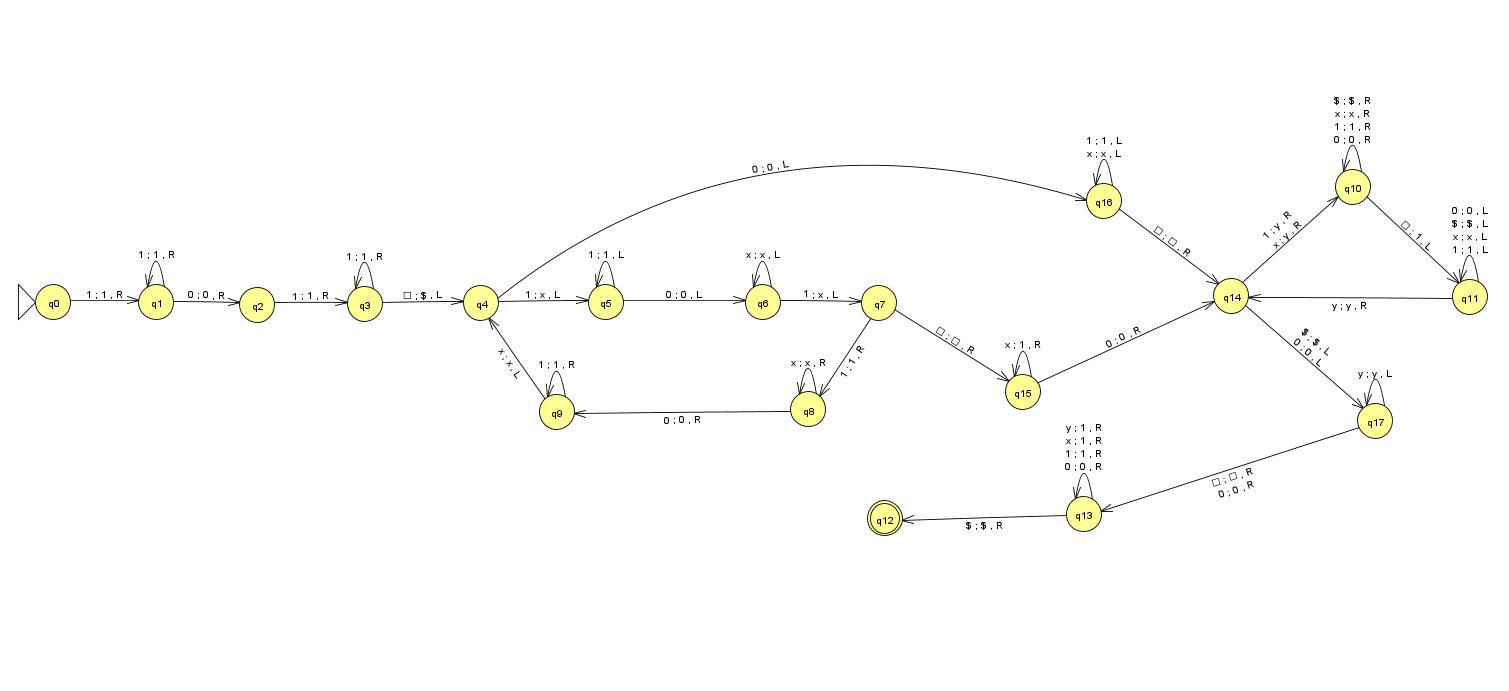 $ ; $ , R
x ; x , R
1 ; 1 , R
0 ; 0 , R
1 ; 1 , L
x ; x , L
0 ; 0 , L
q10
q16
0 ; 0 , L
$ ; $ , L
x ; x , L
1 ; 1 , L
1 ; y , R
x ; y , R
□ ; 1 , L
□ ; □ , R
1 ; 1 , R
1 ; 1 , R
1 ; 1 , L
x ; x , L
q0
1 ; 1 , R
q1
0 ; 0 , R
q2
1 ; 1 , R
q3
□ ; $ , L
q4
1 ; x , L
q5
0 ; 0 , L
q6
1 ; x , L
q7
q14
q11
y ; y , R
□ ; □ , R
0 ; 0 , R
$ ; $ , L
0 ; 0 , L
x ; x , L
1 ; 1 , R
x ; x , R
1 ; 1 , R
x ; 1 , R
q15
y ; y , L
q9
0 ; 0 , R
q8
q17
y ; 1 , R
x ; 1 , R
1 ; 1 , R
0 ; 0 , R
□ ; □ , R
0 ; 0 , R
q12
$ ; $ , R
q13